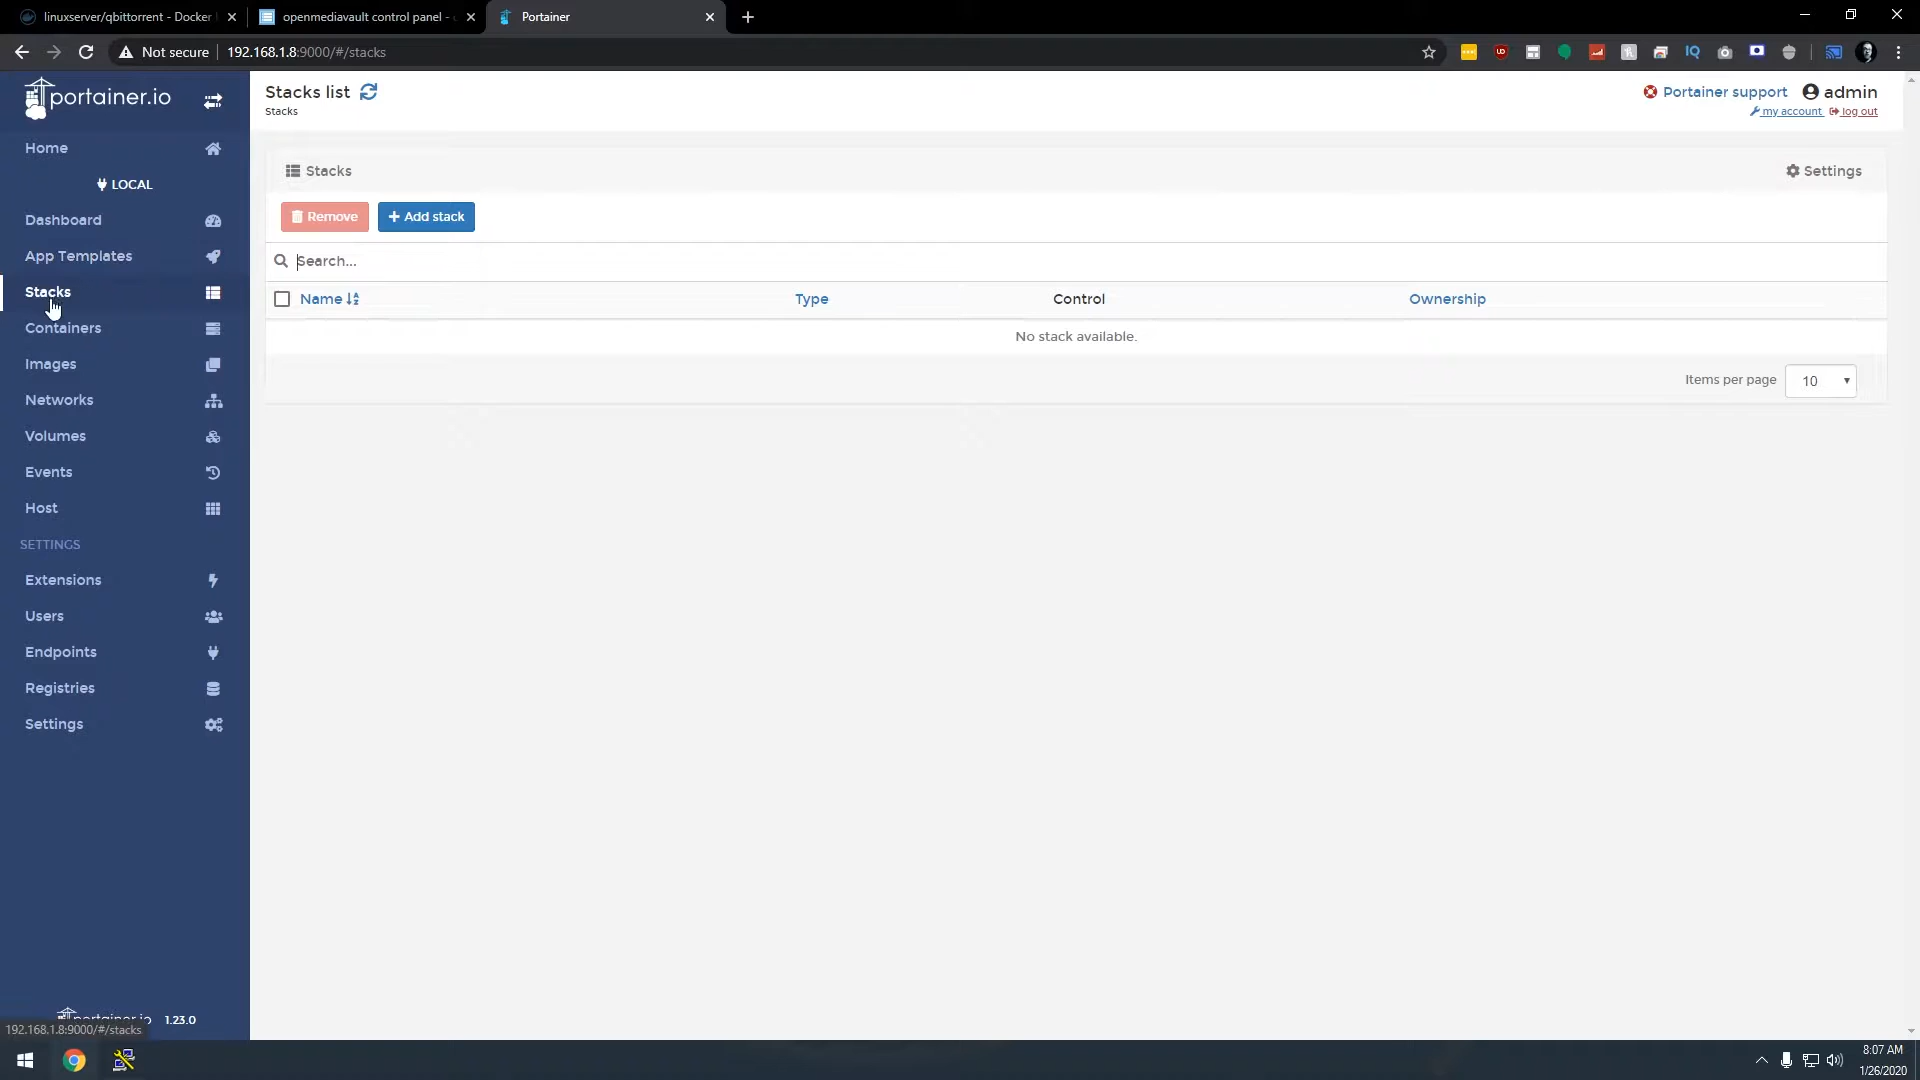 linuxserver/qbittorrent - Docker
openmediavault control panel -
Portainer
Not secure
192.168.1.8:9000/#/stacks
portainer.io
Home
LOCAL
Dashboard
App Templates
Stacks
Containers
Images
Networks
Volumes
Events
Host
SETTINGS
Extensions
Users
Endpoints
Registries
Settings
portainer.io 1.23.0
192.168.1.8:9000/#/stacks
Stacks list
Stacks
Portainer support
admin
my account
log out
Stacks
Settings
Remove
Add stack
Search...
Name
Type
Control
Ownership
No stack available.
Items per page
10
8:07 AM
1/26/2020